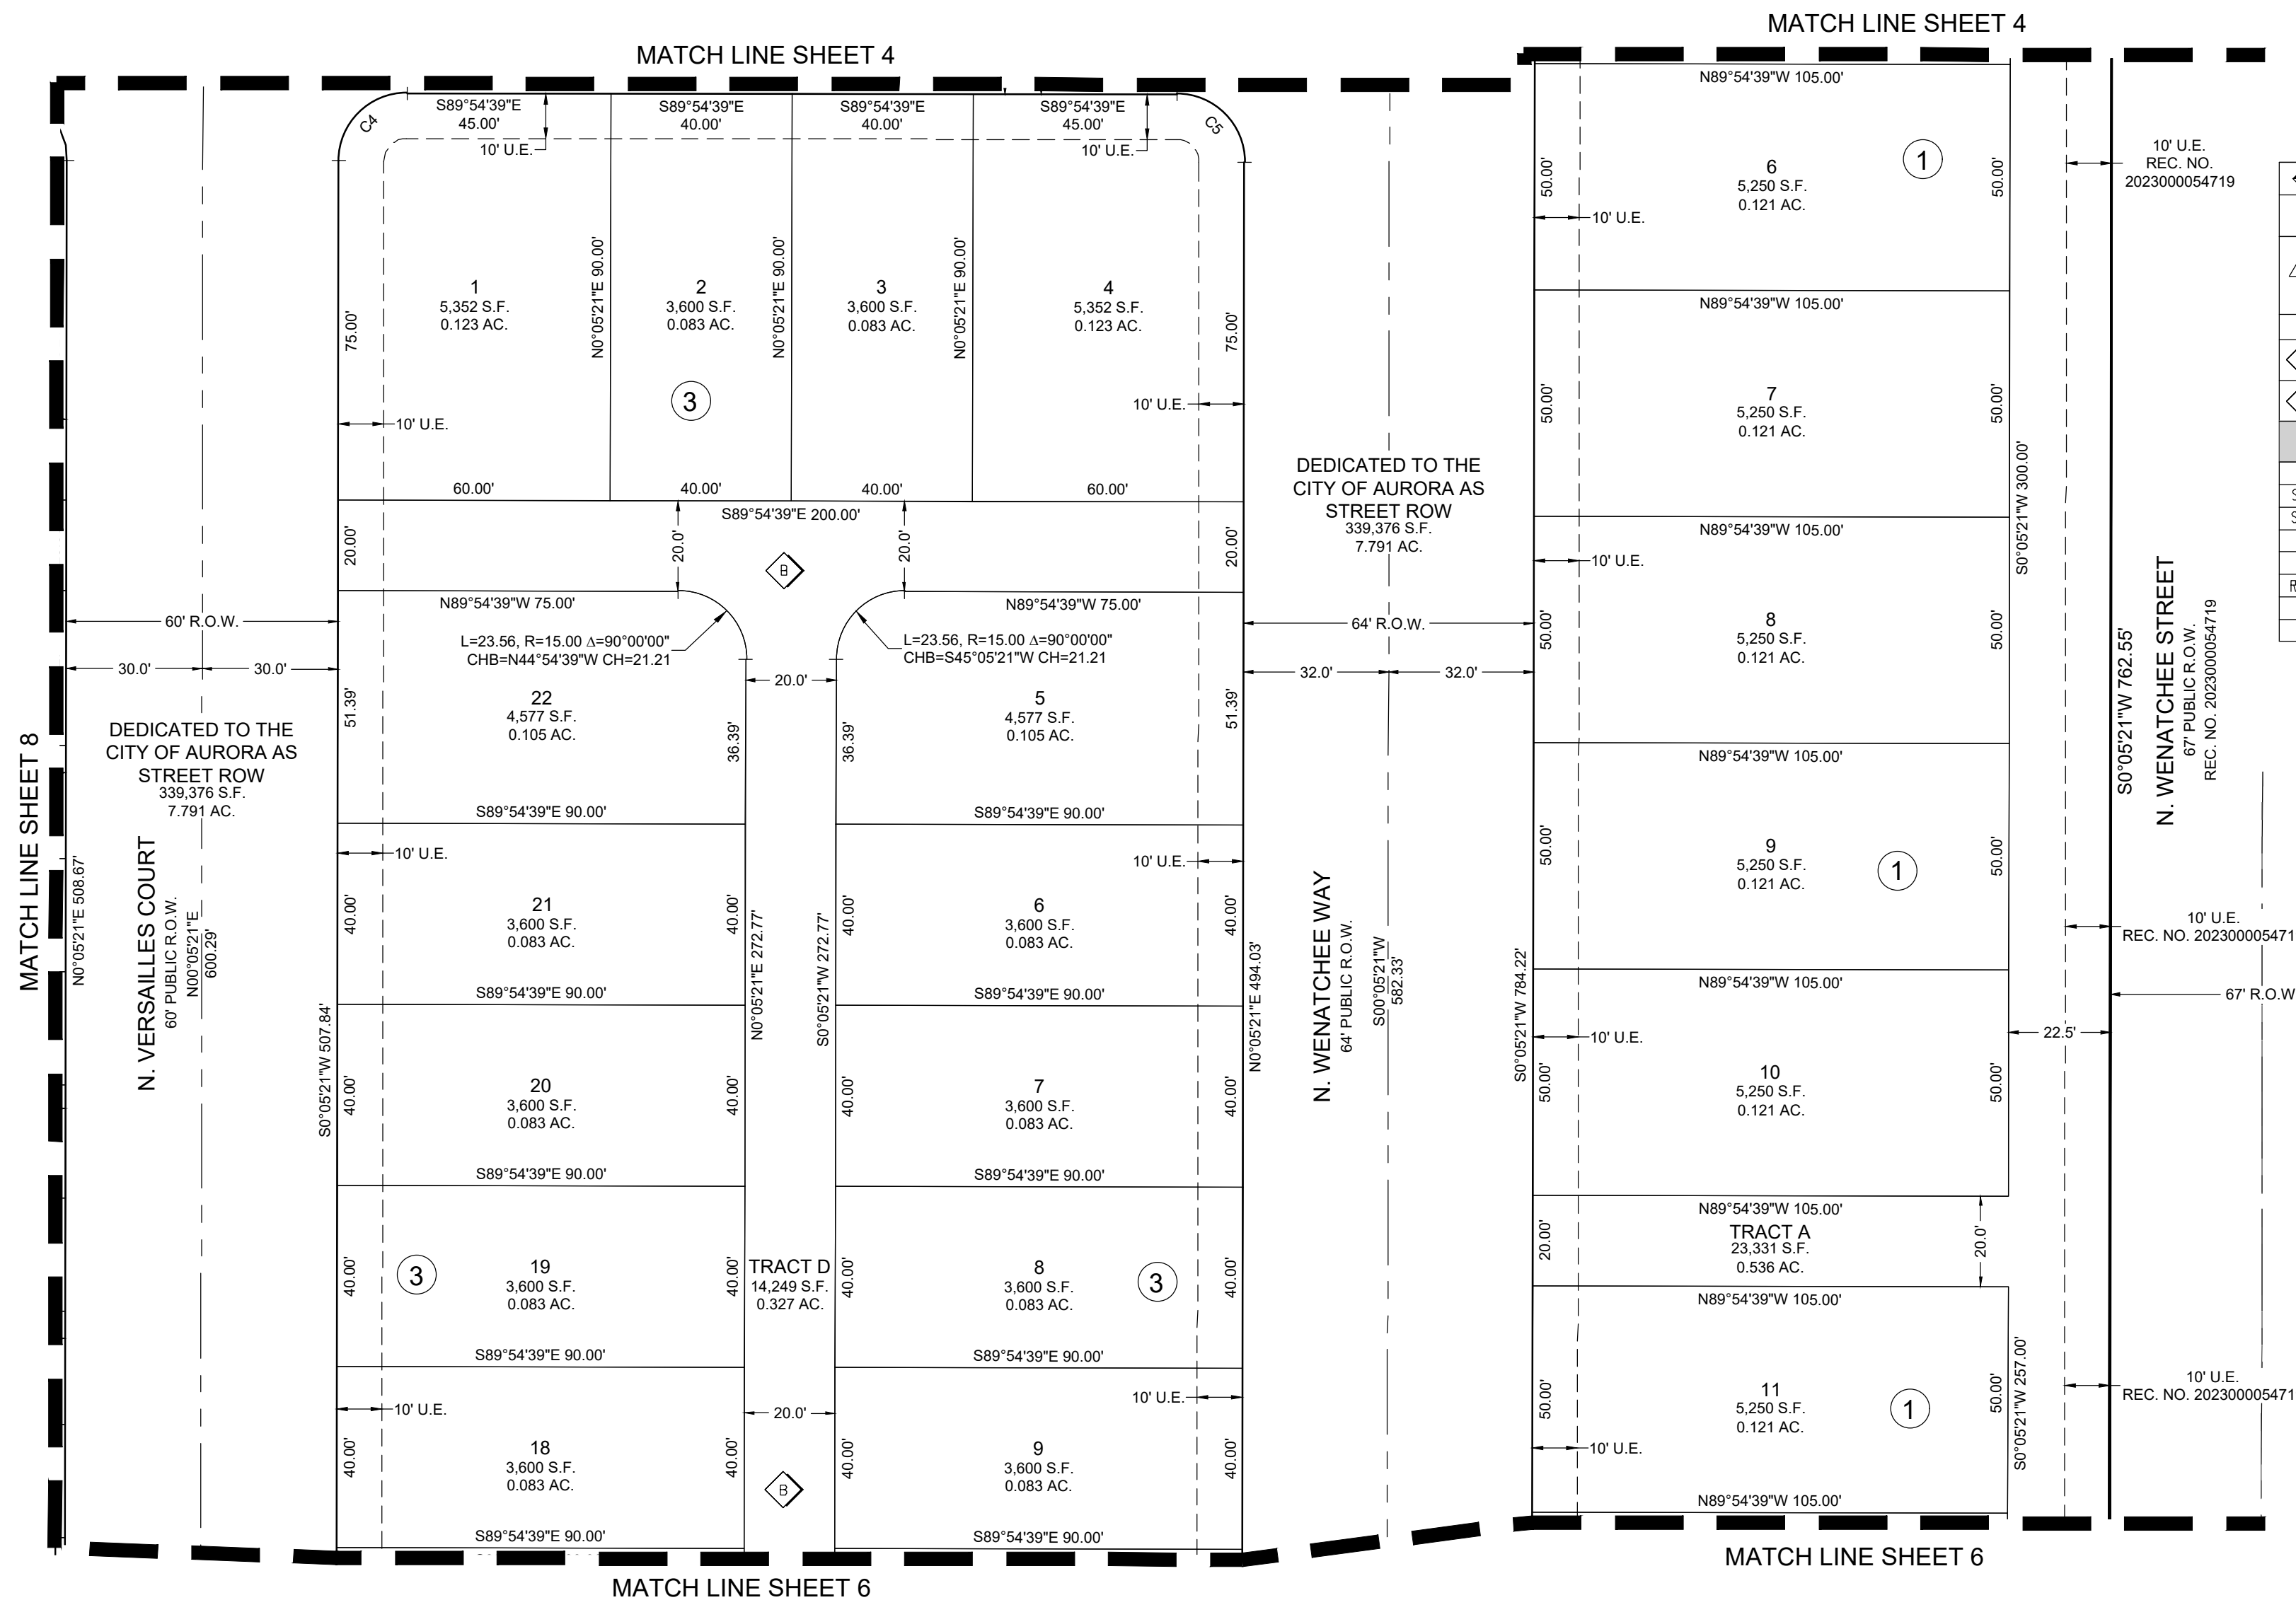 MATCH LINE SHEET 4
MATCH LINE SHEET 4
MATCH LINE SHEET 8
N0°05'21"E 508.67'
60' R.O.W.
30.0'
30.0'
DEDICATED TO THE
CITY OF AURORA AS
STREET ROW
339,376 S.F.
7.791 AC.
N. VERSAILLES COURT
60' PUBLIC R.O.W.
N00°05'21"E
600.29'
S0°05'21"W 507.84'
C4
S89°54'39"E
45.00'
10' U.E.
S89°54'39"E
40.00'
S89°54'39"E
40.00'
S89°54'39"E
45.00'
10' U.E.
C5
75.00'
1
5,352 S.F.
0.123 AC.
10' U.E.
60.00'
N0°05'21"E 90.00'
2
3,600 S.F.
0.083 AC.
3
40.00'
N0°05'21"E 90.00'
3
3,600 S.F.
0.083 AC.
40.00'
N0°05'21"E 90.00'
4
5,352 S.F.
0.123 AC.
10' U.E.
60.00'
75.00'
S89°54'39"E 200.00'
20.00'
20.0'
B
20.0'
20.00'
N89°54'39"W 75.00'
N89°54'39"W 75.00'
L=23.56, R=15.00 Δ=90°00'00"
CHB=N44°54'39"W CH=21.21
L=23.56, R=15.00 Δ=90°00'00"
CHB=S45°05'21"W CH=21.21
20.0'
51.39'
22
4,577 S.F.
0.105 AC.
36.39'
S89°54'39"E 90.00'
36.39'
5
4,577 S.F.
0.105 AC.
51.39'
S89°54'39"E 90.00'
10' U.E.
40.00'
21
3,600 S.F.
0.083 AC.
40.00'
S89°54'39"E 90.00'
N0°05'21"E 272.77'
S0°05'21"W 272.77'
40.00'
6
3,600 S.F.
0.083 AC.
10' U.E.
40.00'
S89°54'39"E 90.00'
N0°05'21"E 494.03'
40.00'
20
3,600 S.F.
0.083 AC.
40.00'
S89°54'39"E 90.00'
40.00'
7
3,600 S.F.
0.083 AC.
40.00'
S89°54'39"E 90.00'
40.00'
3
19
3,600 S.F.
0.083 AC.
40.00'
S89°54'39"E 90.00'
TRACT D
14,249 S.F.
0.327 AC.
40.00'
8
3,600 S.F.
0.083 AC.
3
40.00'
S89°54'39"E 90.00'
10' U.E.
40.00'
18
3,600 S.F.
0.083 AC.
40.00'
S89°54'39"E 90.00'
20.0'
B
40.00'
9
3,600 S.F.
0.083 AC.
10' U.E.
40.00'
S89°54'39"E 90.00'
MATCH LINE SHEET 6
DEDICATED TO THE
CITY OF AURORA AS
STREET ROW
339,376 S.F.
7.791 AC.
64' R.O.W.
32.0'
32.0'
N. WENATCHEE WAY
64' PUBLIC R.O.W.
S00°05'21"W
582.33'
S0°05'21"W 784.22'
N89°54'39"W 105.00'
50.00'
6
5,250 S.F.
0.121 AC.
1
50.00'
10' U.E.
N89°54'39"W 105.00'
50.00'
7
5,250 S.F.
0.121 AC.
50.00'
S0°05'21"W 300.00'
N89°54'39"W 105.00'
10' U.E.
50.00'
8
5,250 S.F.
0.121 AC.
50.00'
N89°54'39"W 105.00'
50.00'
9
5,250 S.F.
0.121 AC.
1
50.00'
N89°54'39"W 105.00'
10' U.E.
50.00'
10
5,250 S.F.
0.121 AC.
50.00'
N89°54'39"W 105.00'
20.00'
TRACT A
23,331 S.F.
0.536 AC.
20.0'
N89°54'39"W 105.00'
50.00'
11
5,250 S.F.
0.121 AC.
1
50.00'
S0°05'21"W 257.00'
10' U.E.
N89°54'39"W 105.00'
MATCH LINE SHEET 6
10' U.E.
REC. NO.
2023000054719
S0°05'21"W 762.55'
N. WENATCHEE STREET
67' PUBLIC R.O.W.
REC. NO. 2023000054719
10' U.E.
REC. NO. 202300005471
67' R.O.W
22.5'
10' U.E.
REC. NO. 202300005471